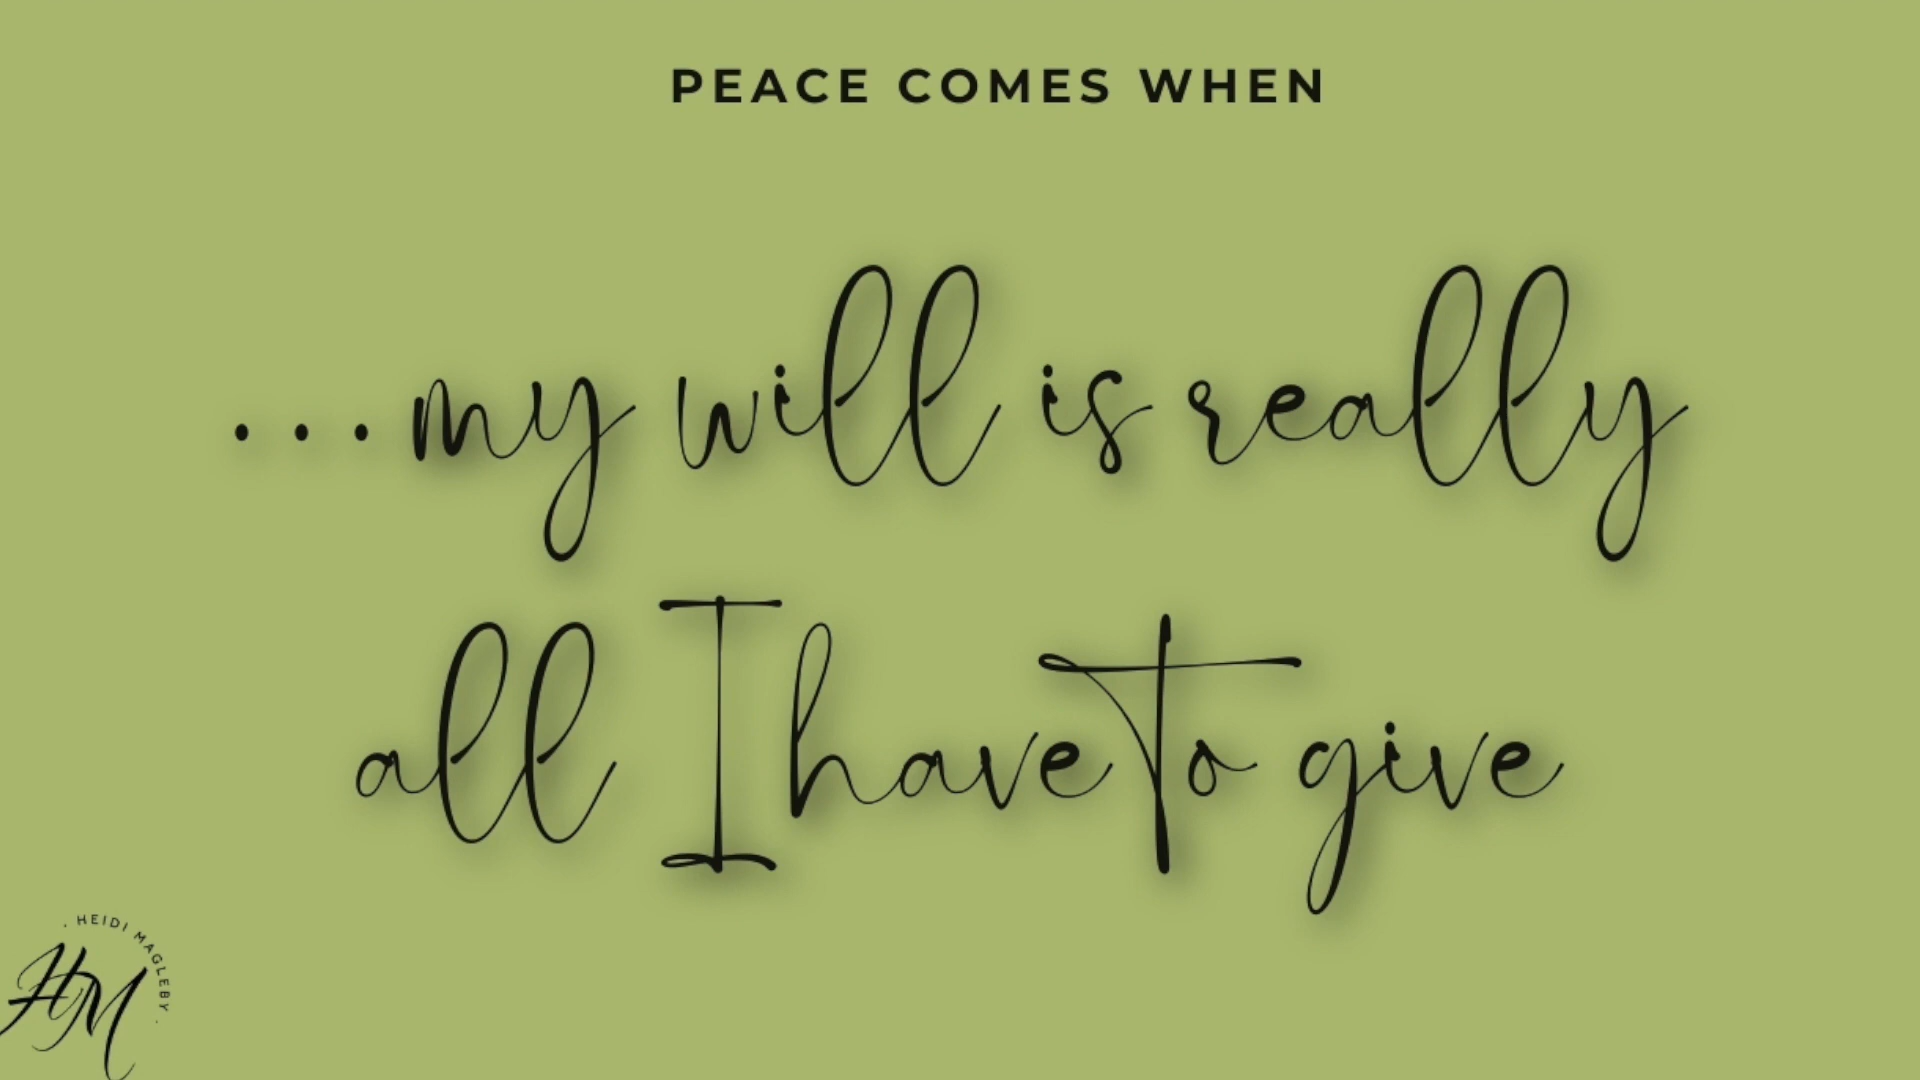 PEACE COMES WHEN
...my will is really
all I have to give
. HEIDI MAGLEBY .
HM